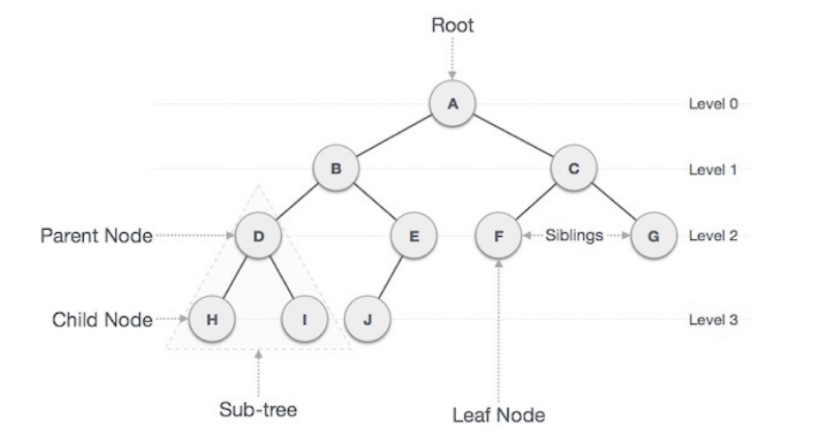 Root
A
Level 0
B
C
Level 1
Parent Node
D
E
F
Siblings
G
Level 2
Child Node
H
I
J
Level 3
Sub-tree
Leaf Node